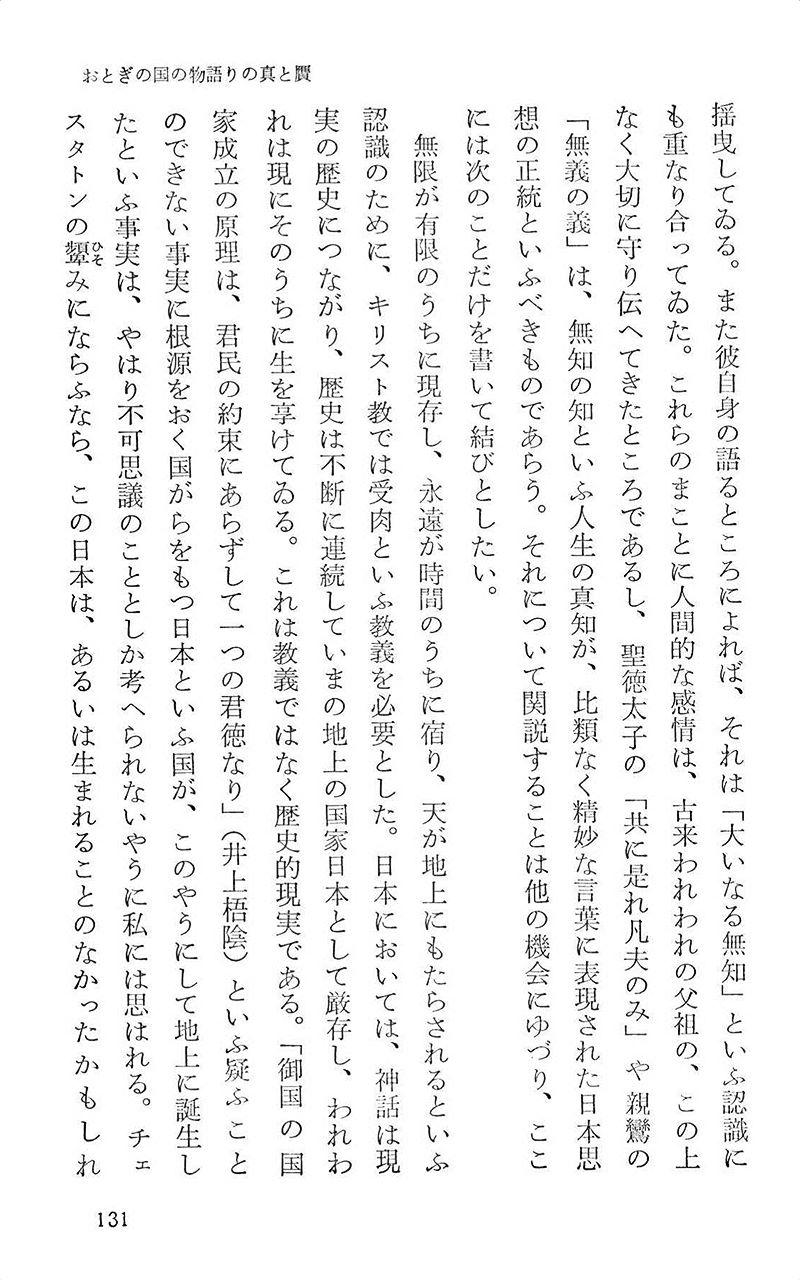 おとぎの国の物語りの真と贋
揺曳してゐる。また彼自身の語るところによれば、それは「大いなる無知」といふ認識に
も重なり合ってゐた。これらのまことに人間的な感情は、古来われわれの父祖の、この上
なく大切に守り伝へてきたところであるし、聖徳太子の「共に是れ凡夫のみ」や親鸞の
「無義の義」は、無知の知といふ人生の真知が、比類なく精妙な言葉に表現された日本思
想の正統といふべきものであらう。それについて関説することは他の機会にゆづり、ここ
には次のことだけを書いて結びとしたい。
無限が有限のうちに現存し、永遠が時間のうちに宿り、天が地上にもたらされるといふ
認識のために、キリスト教では受肉といふ教義を必要とした。日本においては、神話は現
実の歴史につながり、歴史は不断に連続していまの地上の国家日本として厳存し、われわ
れは現にそのうちに生を享けてゐる。これは教義ではなく歴史的現実である。「御国の国
家成立の原理は、君民の約束にあらずして一つの君徳なり」(井上梧陰)といふ疑ふこと
のできない事実に根源をおく国がらをもつ日本といふ国が、このやうにして地上に誕生し
たといふ事実は、やはり不可思議のこととしか考へられないやうに私には思はれる。チェ
スタトンの顰ひそみにならふなら、この日本は、あるいは生まれることのなかったかもしれ
131